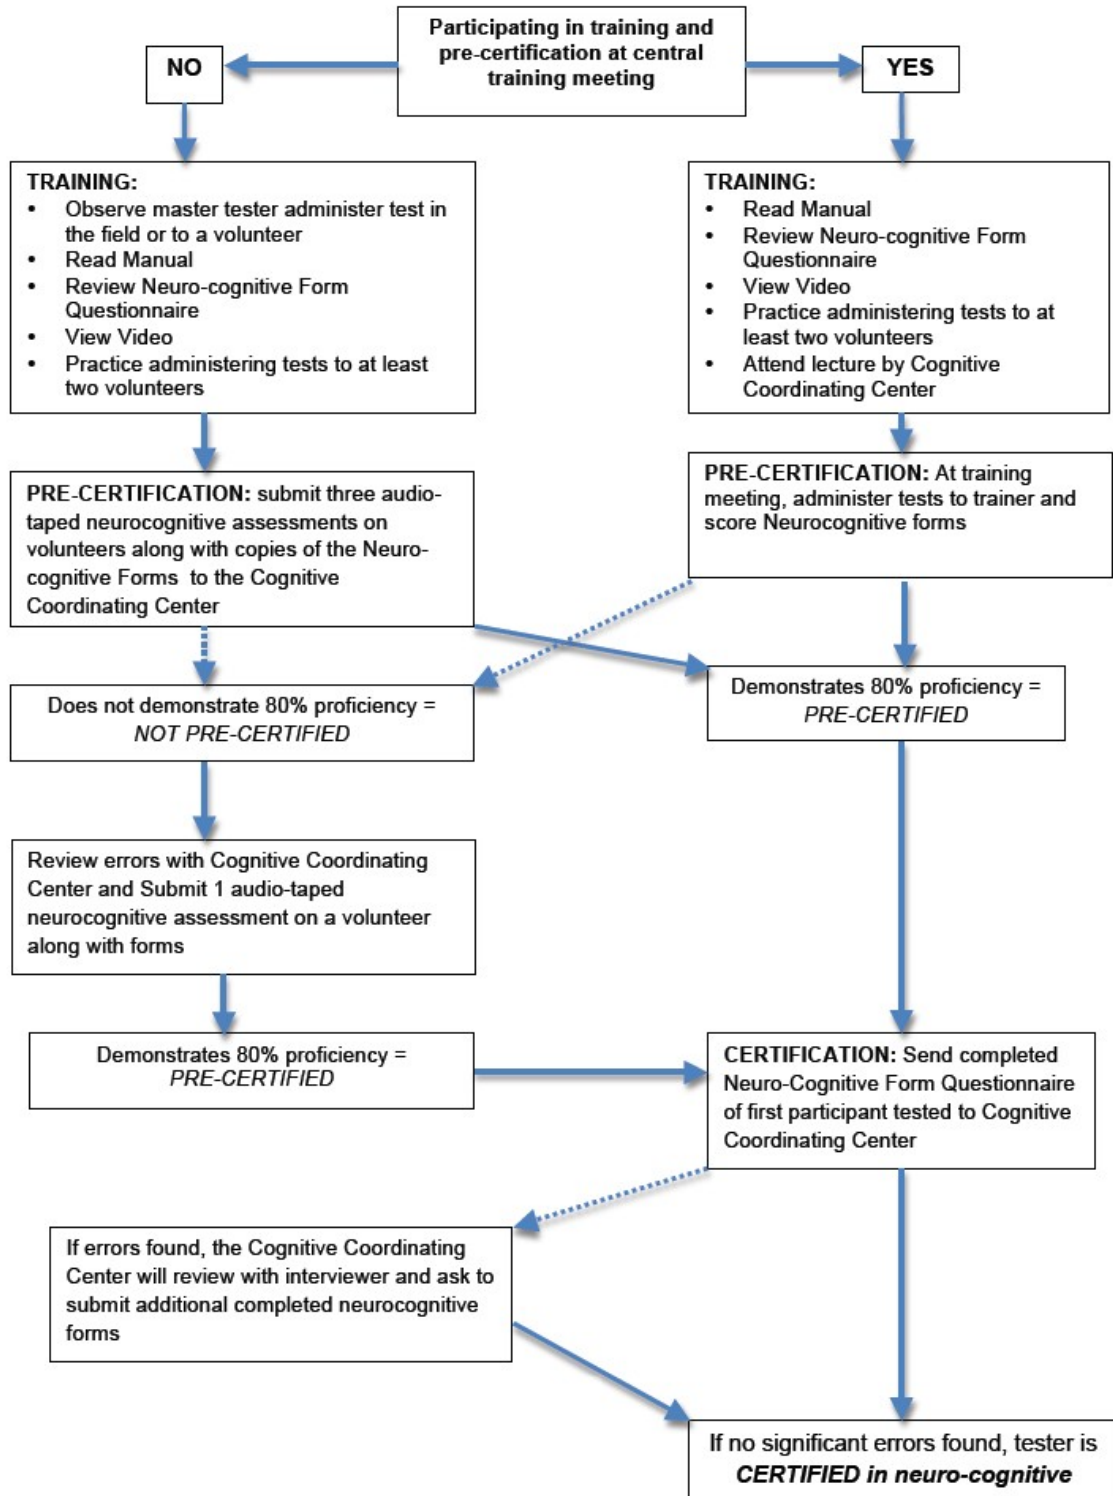 Participating in training and
pre-certification at central
training meeting
NO
YES
TRAINING:
• Observe master tester administer test in
the field or to a volunteer
• Read Manual
• Review Neuro-cognitive Form
Questionnaire
• View Video
• Practice administering tests to at least
two volunteers
TRAINING:
• Read Manual
• Review Neuro-cognitive Form
Questionnaire
• View Video
• Practice administering tests to at
least two volunteers
• Attend lecture by Cognitive
Coordinating Center
PRE-CERTIFICATION: submit three audio-
taped neurocognitive assessments on
volunteers along with copies of the Neuro-
cognitive Forms to the Cognitive
Coordinating Center
PRE-CERTIFICATION: At training
meeting, administer tests to trainer and
score Neurocognitive forms
Does not demonstrate 80% proficiency =
NOT PRE-CERTIFIED
Demonstrates 80% proficiency =
PRE-CERTIFIED
Review errors with Cognitive Coordinating
Center and Submit 1 audio-taped
neurocognitive assessment on a volunteer
along with forms
Demonstrates 80% proficiency =
PRE-CERTIFIED
CERTIFICATION: Send completed
Neuro-Cognitive Form Questionnaire
of first participant tested to Cognitive
Coordinating Center
If errors found, the Cognitive Coordinating
Center will review with interviewer and ask to
submit additional completed neurocognitive
forms
If no significant errors found, tester is
CERTIFIED in neuro-cognitive